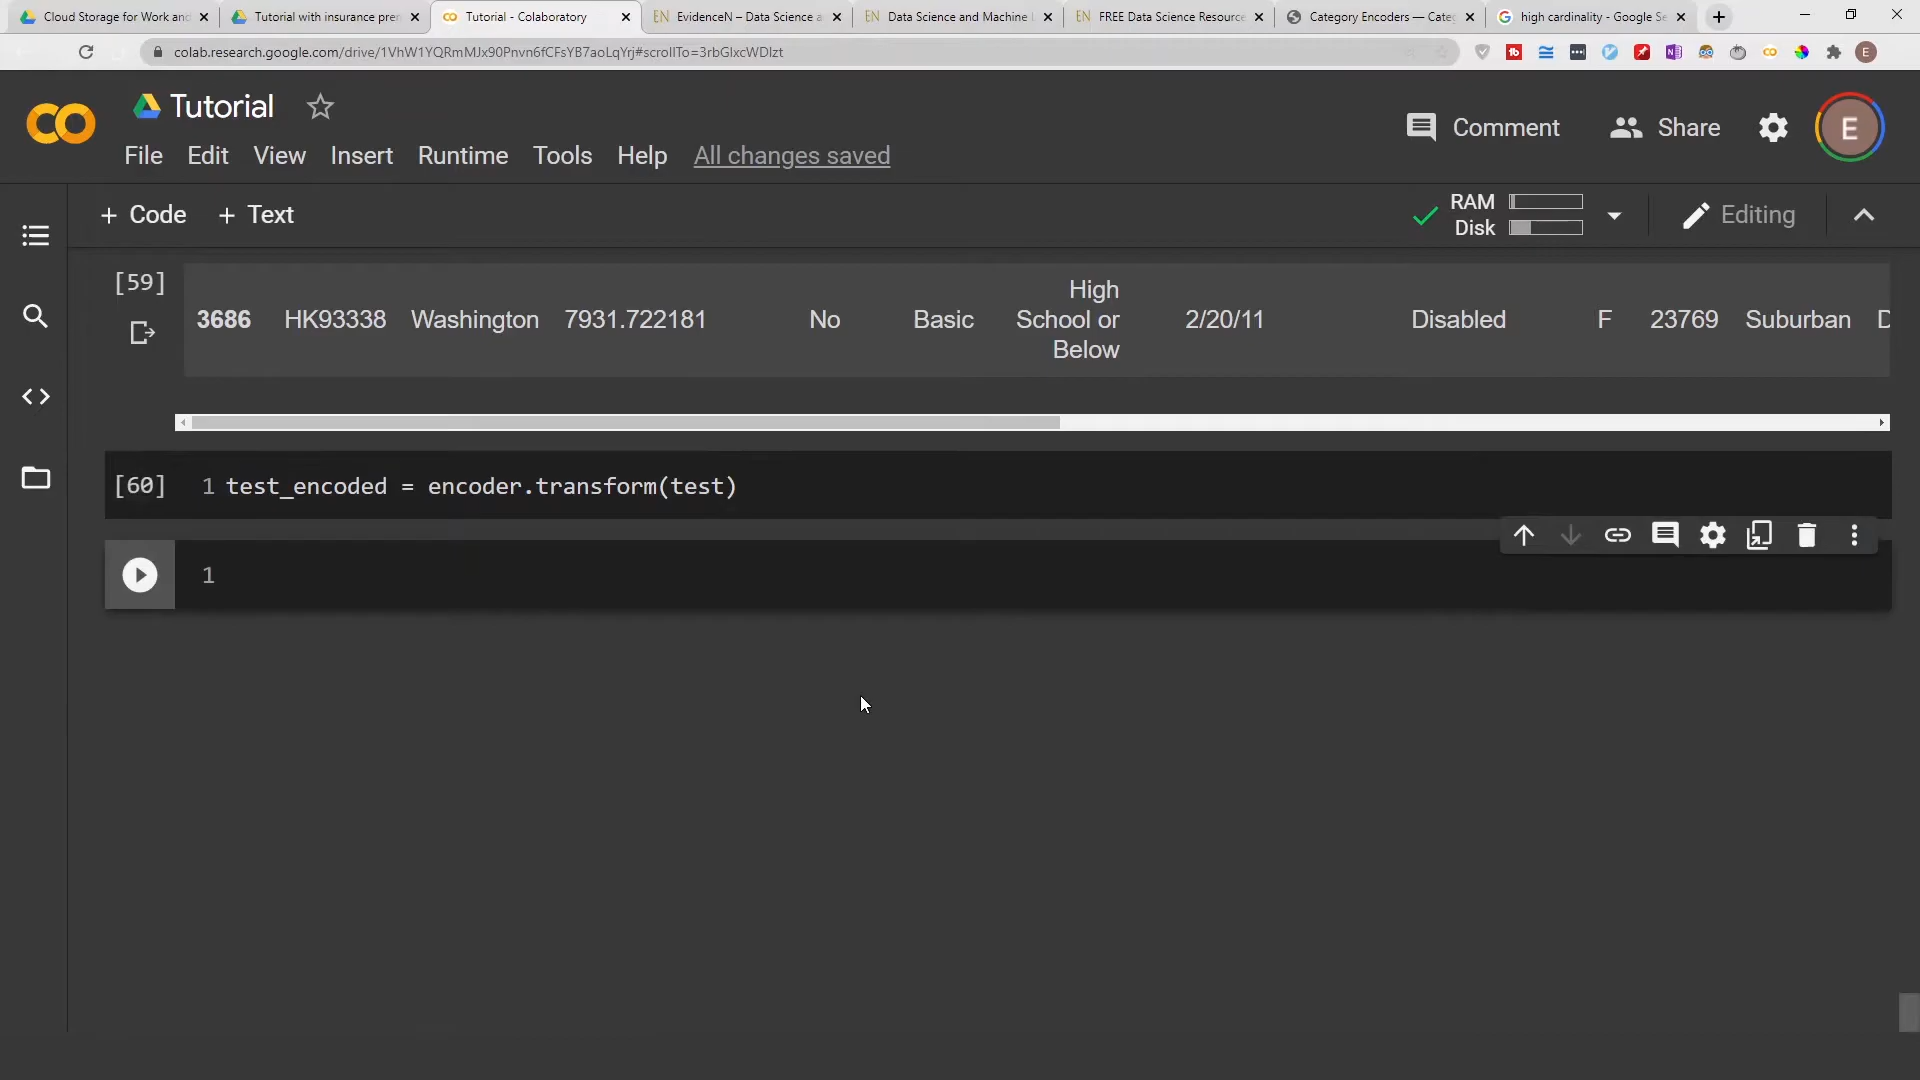 Cloud Storage for Work an
Tutorial with insurance pre
Tutorial - Colaboratory
EN EvidenceN – Data Science a
EN Data Science and Machine
EN FREE Data Science Resource
Category Encoders — Cate
high cardinality - Google Se
colab.research.google.com/drive/1VhW1YQRmMJx90Pnvn6fCFsYB7aoLqYrj#scrollTo=3rbGlxcWDlzt
E
Tutorial
Comment
Share
E
File Edit View Insert Runtime Tools Help All changes saved
+ Code + Text
RAM
Disk
Editing
[59]
3686 HK93338 Washington 7931.722181 No Basic High School or Below 2/20/11 Disabled F 23769 Suburban D
[60] 1 test_encoded = encoder.transform(test)
1